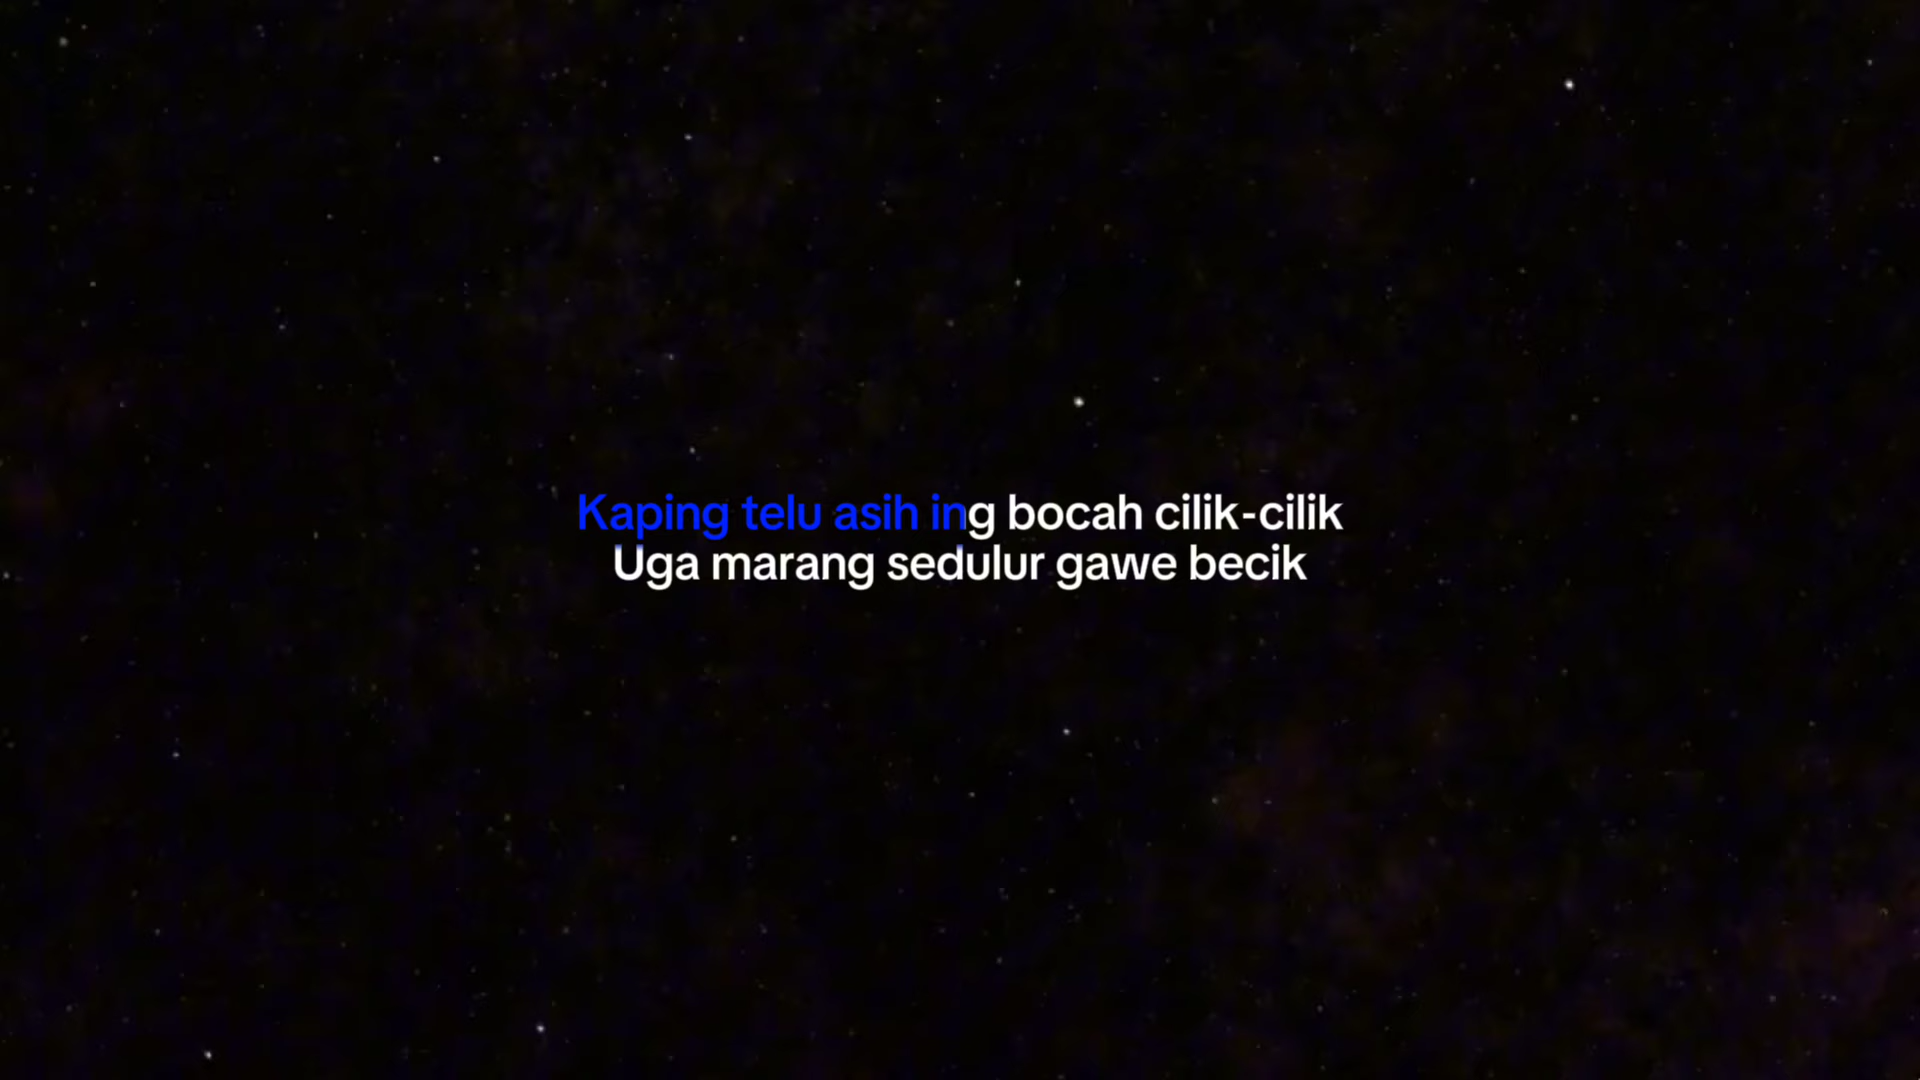 Kaping telu asih ing bocah cilik-cilik
Uga marang sedulur gawe becik